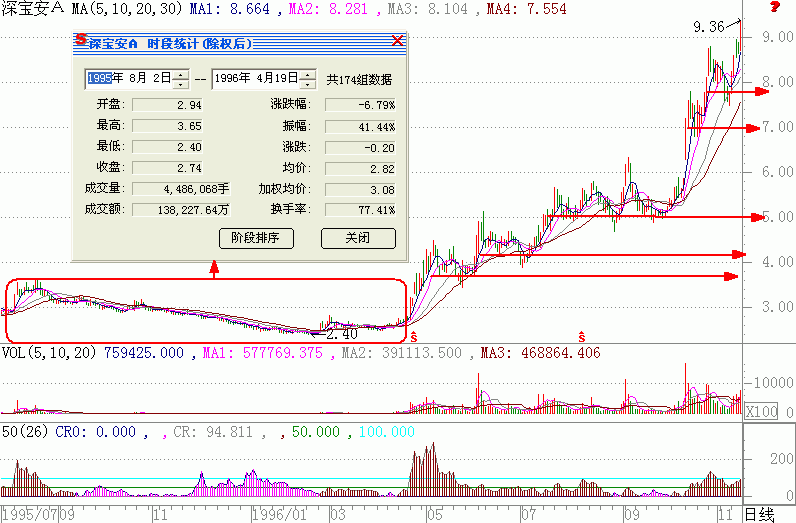 深宝安A MA(5,10,20,30) MA1: 8.664 , MA2: 8.281 , MA3: 8.104 , MA4: 7.554
9.36
9.00
8.00
7.00
6.00
5.00
4.00
3.00
深宝安A 时段统计(除权后)
1995年 8月 2日 -- 1996年 4月19日 共174组数据
开盘: 2.94 涨跌幅: -6.79%
最高: 3.65 振幅: 41.44%
最低: 2.40 涨跌: -0.20
收盘: 2.74 均价: 2.82
成交量: 4,486,068手 加权均价: 3.08
成交额: 138,227.64万 换手率: 77.41%
阶段排序 关闭
2.40
S S
VOL(5,10,20) 759425.000 , MA1: 577769.375 , MA2: 391113.500 , MA3: 468864.406
10000
X100 0
50(26) CR0: 0.000 , , CR: 94.811 , , 50.000 , 100.000
200
0
1995/07 09 11 1996/01 03 05 07 09 11 日线